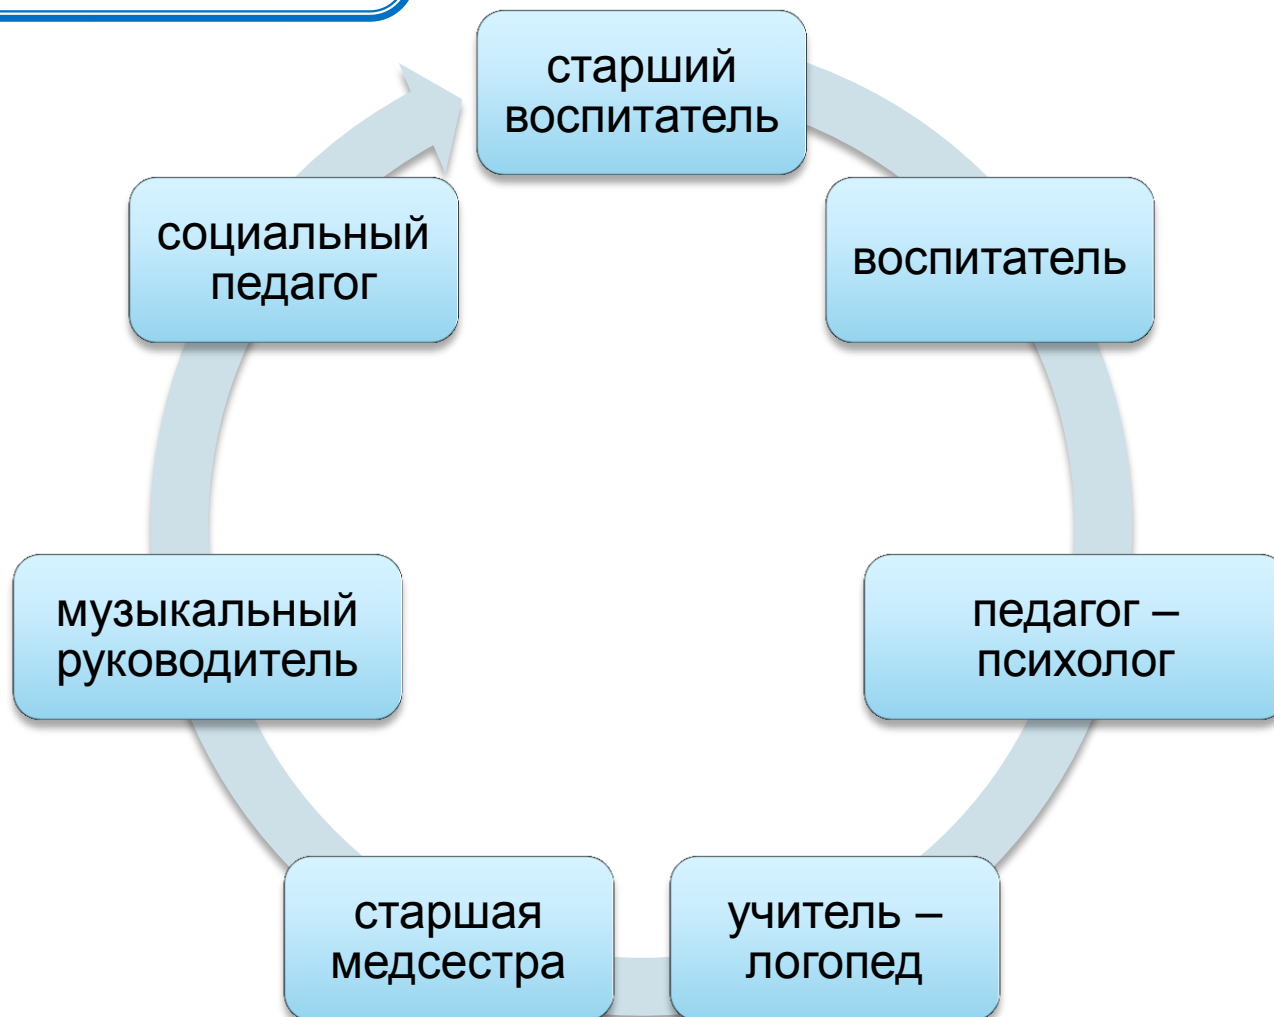 старший
воспитатель
воспитатель
педагог –
психолог
учитель –
логопед
старшая
медсестра
музыкальный
руководитель
социальный
педагог